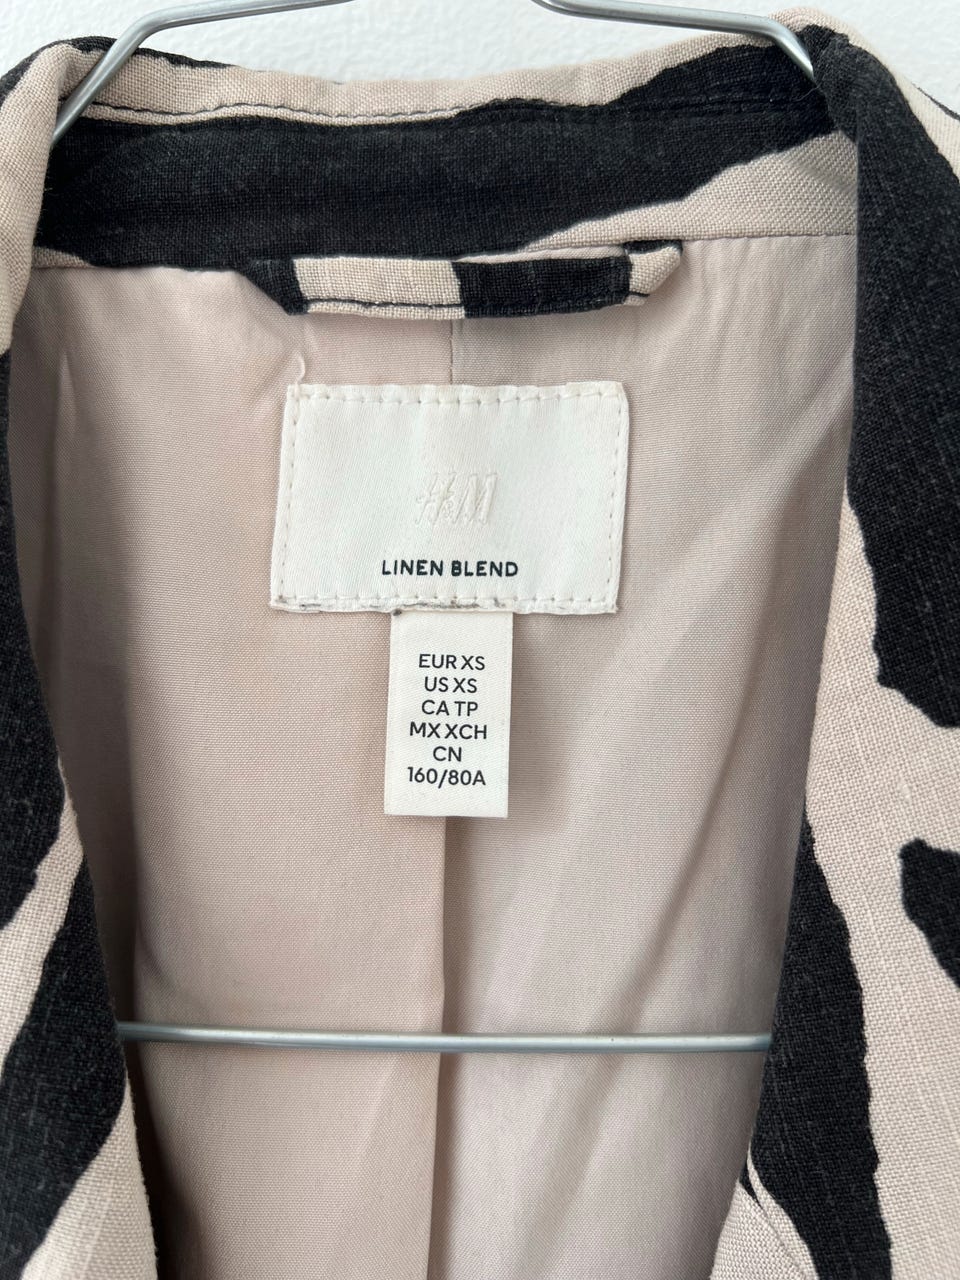 H&M
LINEN BLEND
EUR XS
US XS
CA TP
MX XCH
CN
160/80A